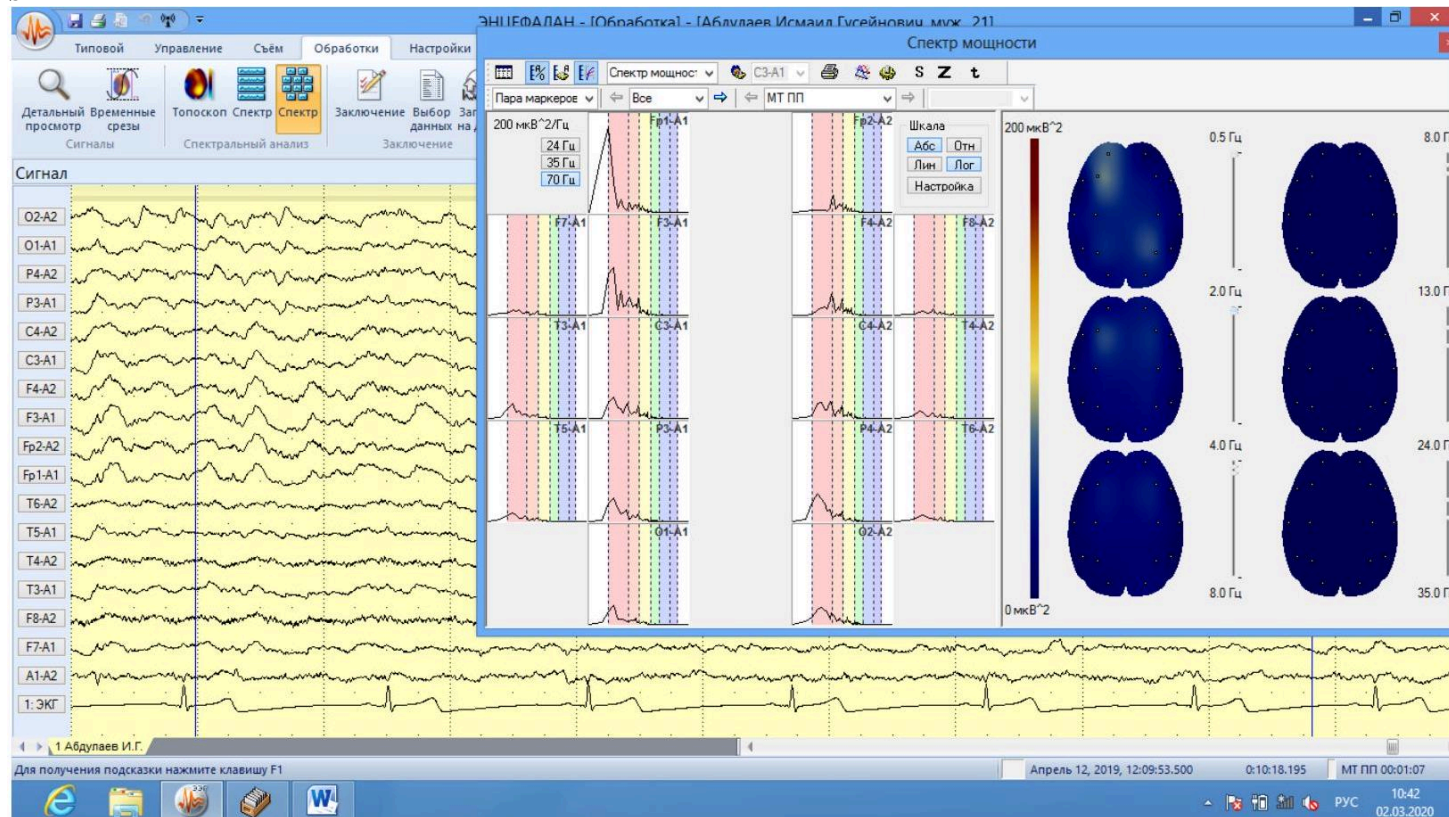 ЭНЦЕФАЛАН - [Обработка] - [Абдулаев Исмаил Гусейнович, муж., 21]
Типовой Управление Съём Обработки Настройки
Детальный просмотр
Временные срезы
Топоскоп
Спектр
Спектр
Заключение
Выбор данных
Сигналы
Спектральный анализ
Заключение
Сигнал
O2-A2
O1-A1
P4-A2
P3-A1
C4-A2
C3-A1
F4-A2
F3-A1
Fp2-A2
Fp1-A1
T6-A2
T5-A1
T4-A2
T3-A1
F8-A2
F7-A1
A1-A2
1: ЭКГ
Спектр мощности
Спектр мощнос: C3-A1 S Z t
Пара маркеров Все МТ ПП
200 мкВ^2/Гц
24 Гц
35 Гц
70 Гц
Fp1-A1 Fp2-A2
Шкала
Абс Отн
Лин Лог
Настройка
F7-A1 F3-A1 F4-A2 F8-A2
T3-A1 C3-A1 C4-A2 T4-A2
T5-A1 P3-A1 P4-A2 T6-A2
O1-A1 O2-A2
200 мкВ^2
0 мкВ^2
0.5 Гц 8.0 Г
2.0 Гц 13.0 Г
4.0 Гц 24.0 Г
8.0 Гц 35.0 Г
1 Абдулаев И.Г.
Для получения подсказки нажмите клавишу F1
Апрель 12, 2019, 12:09:53.500 0:10:18.195 МТ ПП 00:01:07
РУС
10:42
02.03.2020